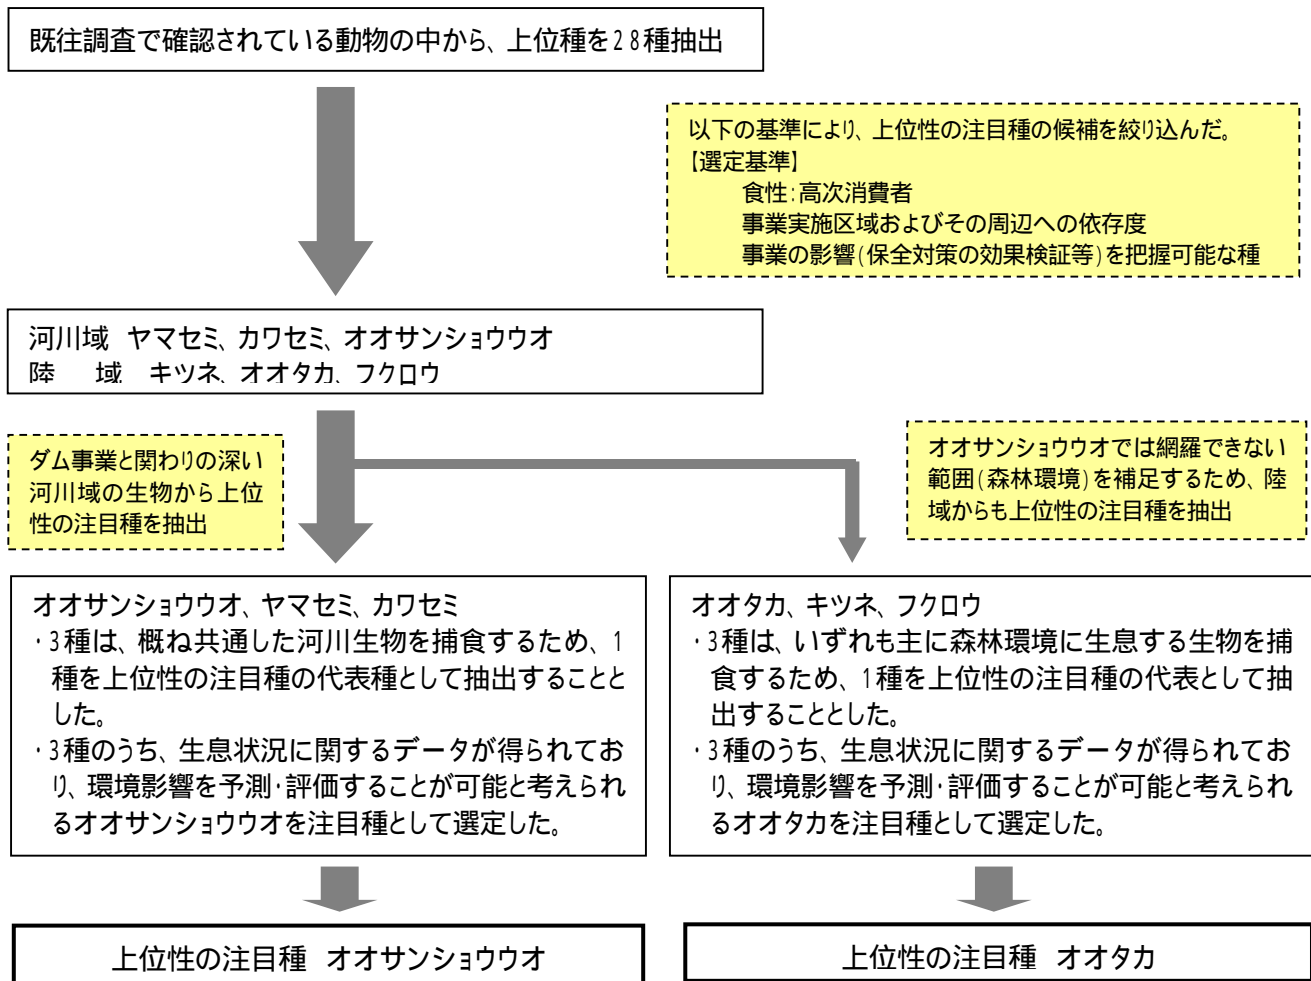 既往調査で確認されている動物の中から、上位種を28種抽出
以下の基準により、上位性の注目種の候補を絞り込んだ。
【選定基準】
食性:高次消費者
事業実施区域およびその周辺への依存度
事業の影響(保全対策の効果検証等)を把握可能な種
河川域 ヤマセミ、カワセミ、オオサンショウウオ
陸 域 キツネ、オオタカ、フクロウ
ダム事業と関わりの深い
河川域の生物から上位
性の注目種を抽出
オオサンショウウオでは網羅できない
範囲(森林環境)を補足するため、陸
域からも上位性の注目種を抽出
オオサンショウウオ、ヤマセミ、カワセミ
・3種は、概ね共通した河川生物を捕食するため、1
種を上位性の注目種の代表種として抽出することと
した。
・3種のうち、生息状況に関するデータが得られてお
り、環境影響を予測・評価することが可能と考えられ
るオオサンショウウオを注目種として選定した。
オオタカ、キツネ、フクロウ
・3種は、いずれも主に森林環境に生息する生物を捕
食するため、1種を上位性の注目種の代表として抽
出することとした。
・3種のうち、生息状況に関するデータが得られてお
り、環境影響を予測・評価することが可能と考えられ
るオオタカを注目種として選定した。
上位性の注目種 オオサンショウウオ
上位性の注目種 オオタカ